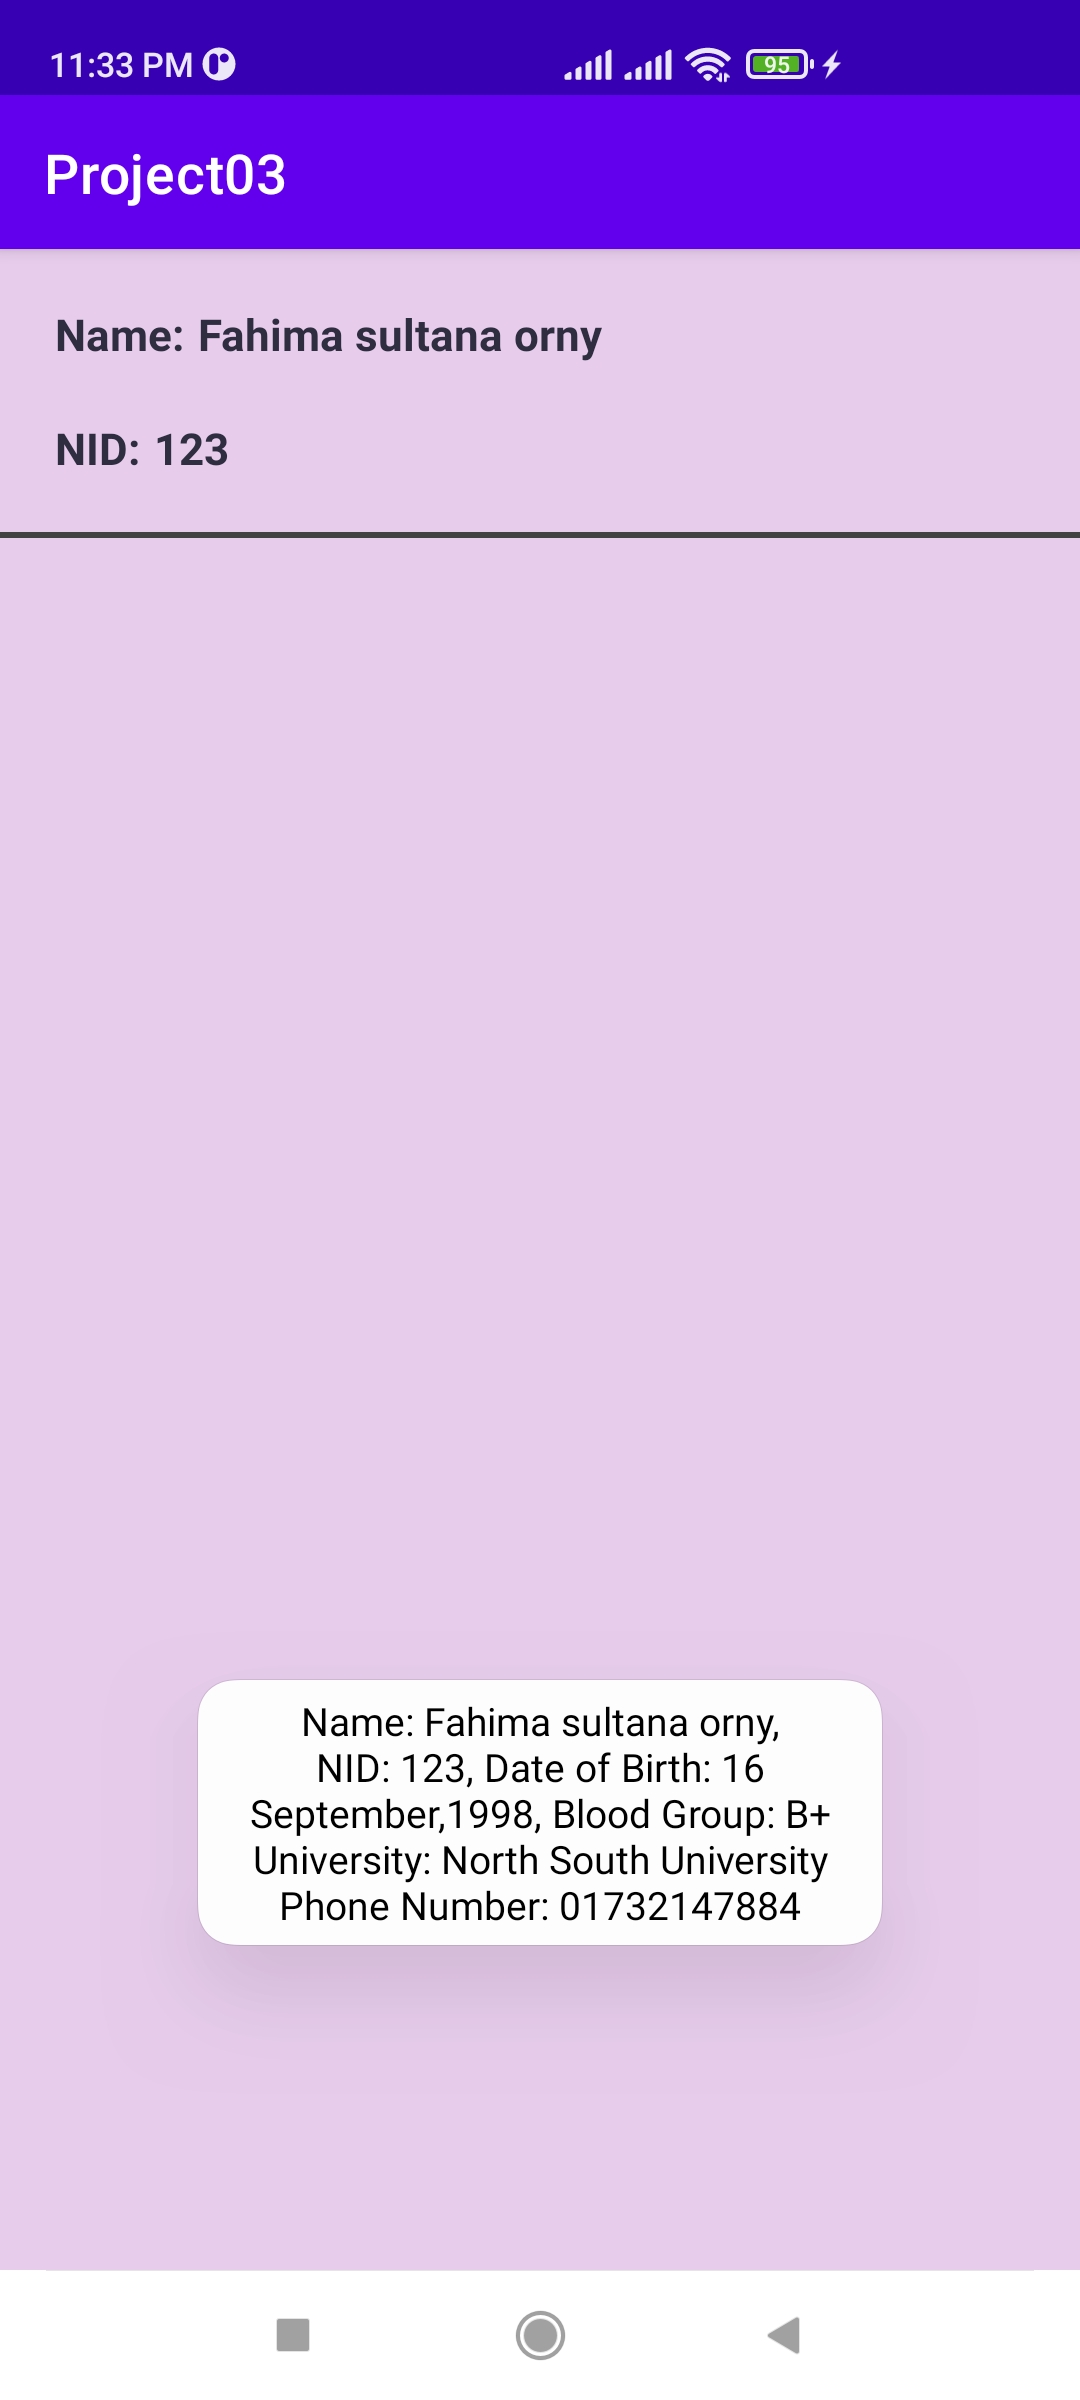 11:33 PM
95
Project03
Name: Fahima sultana orny
NID: 123
Name: Fahima sultana orny,
NID: 123, Date of Birth: 16
September,1998, Blood Group: B+
University: North South University
Phone Number: 01732147884